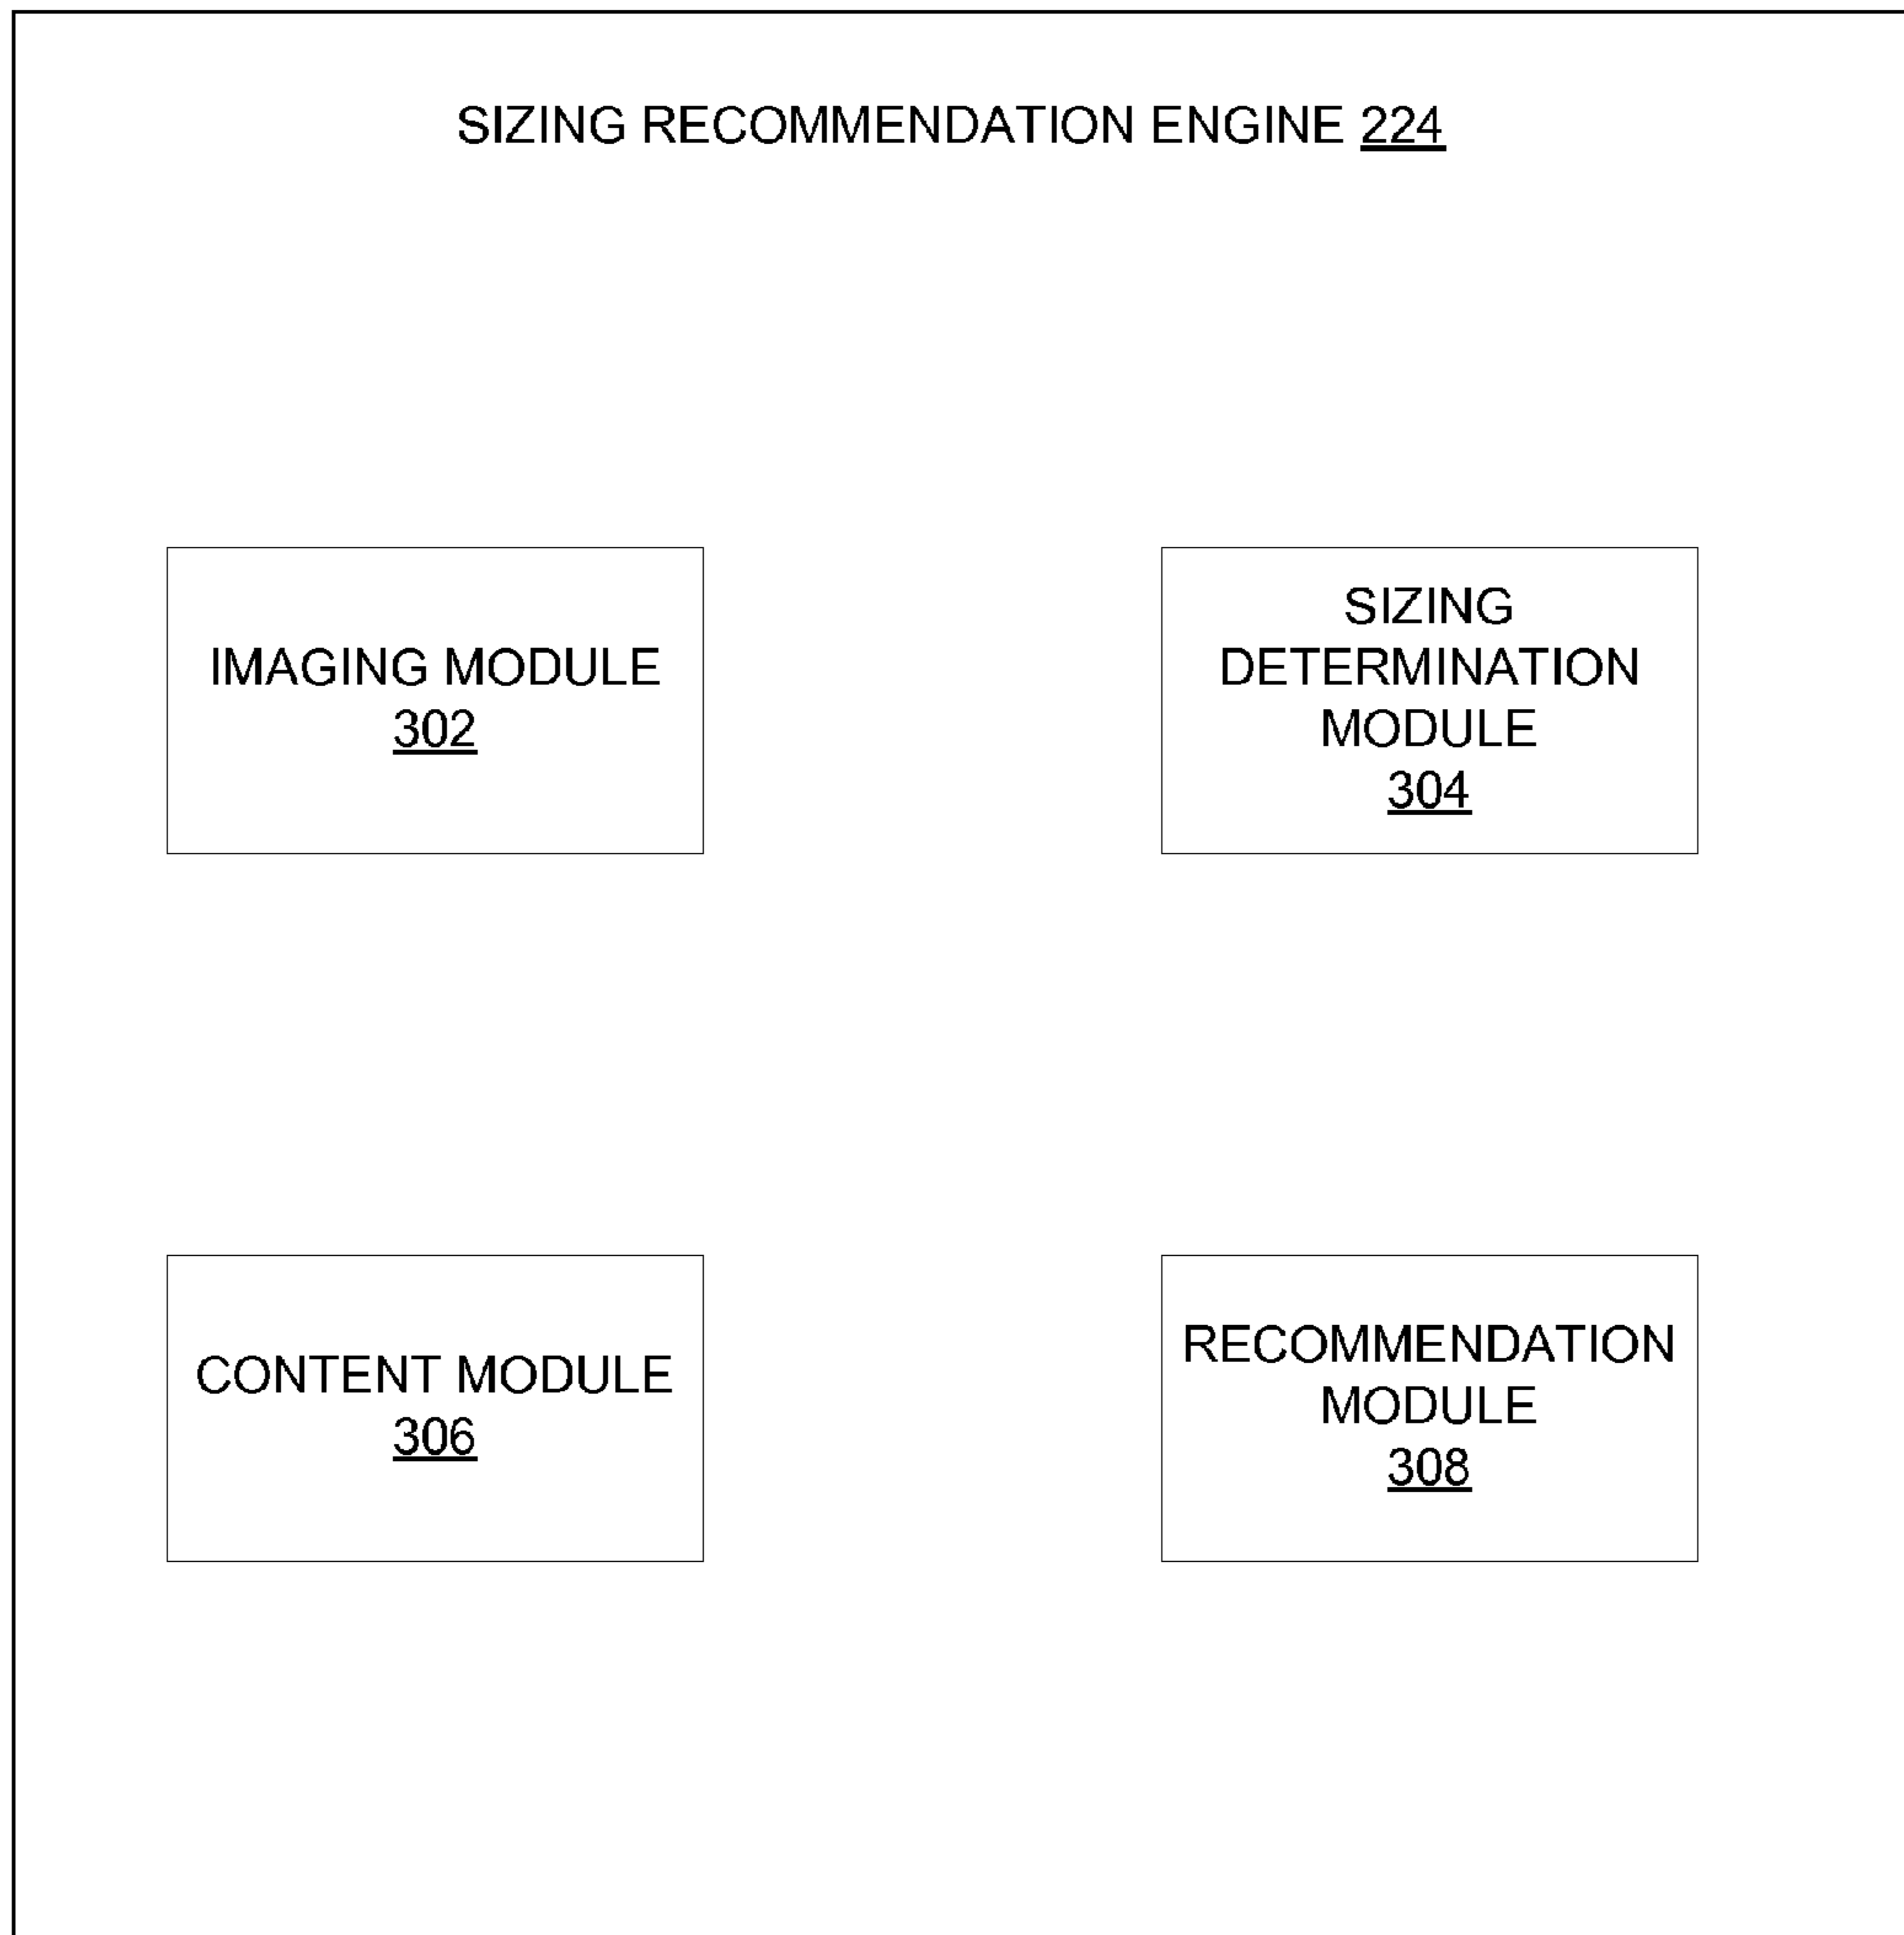 SIZING RECOMMENDATION ENGINE 224
IMAGING MODULE
302
SIZING
DETERMINATION
MODULE
304
CONTENT MODULE
306
RECOMMENDATION
MODULE
308